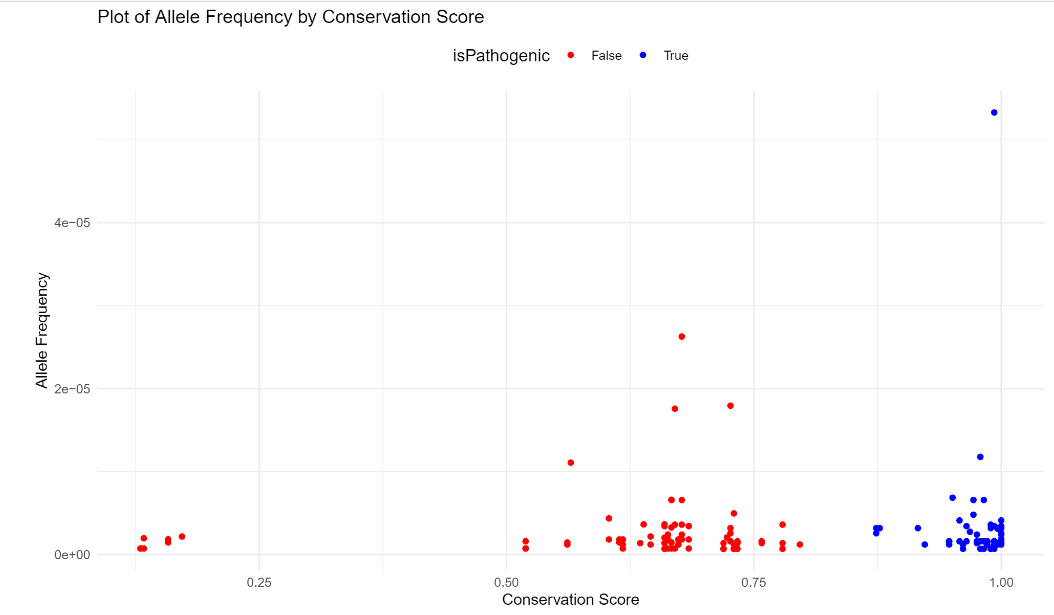 Plot of Allele Frequency by Conservation Score
isPathogenic False True
Allele Frequency
4e−05
2e−05
0e+00
0.25 0.50 0.75 1.00
Conservation Score